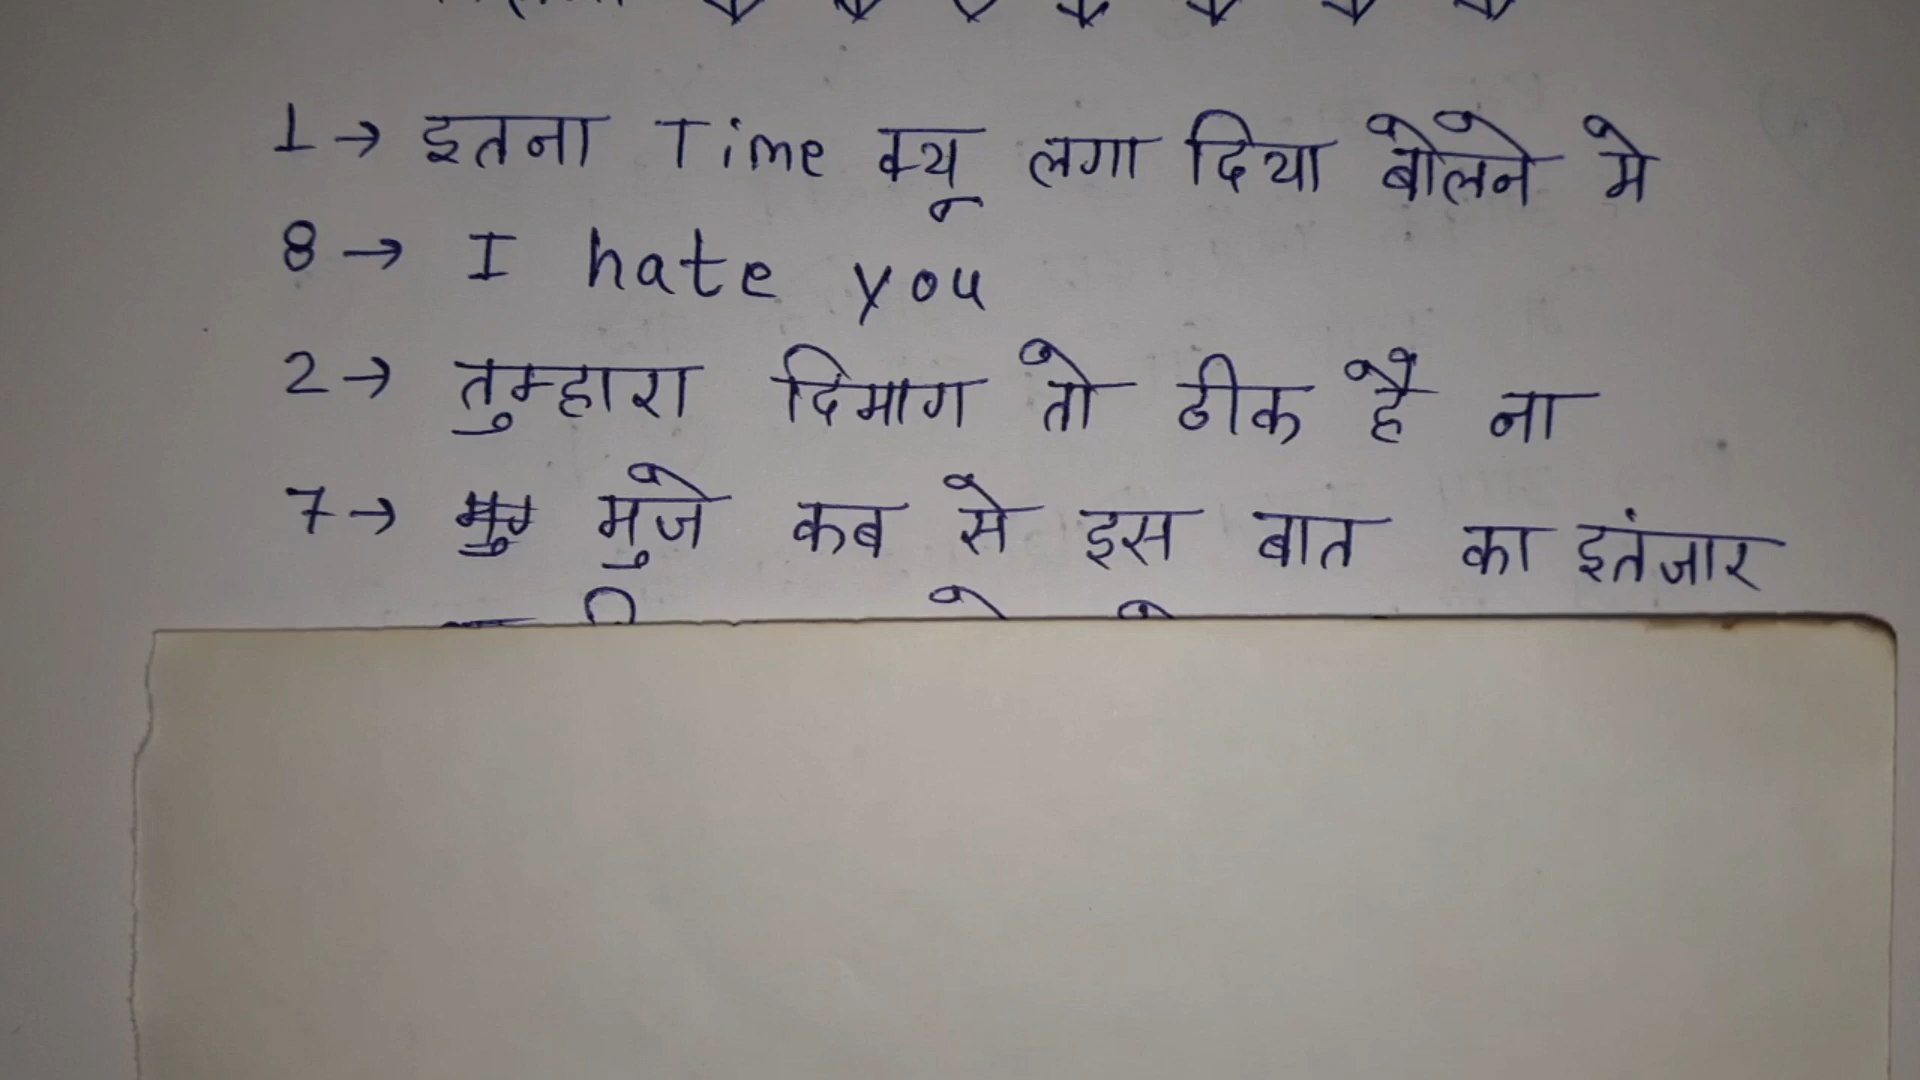 1→ इतना Time क्यू लगा दिया बोलने मे
8→ I hate you
2→ तुम्हारा दिमाग तो ठीक है ना
7→ मुजे कब से इस बात का इतंजार